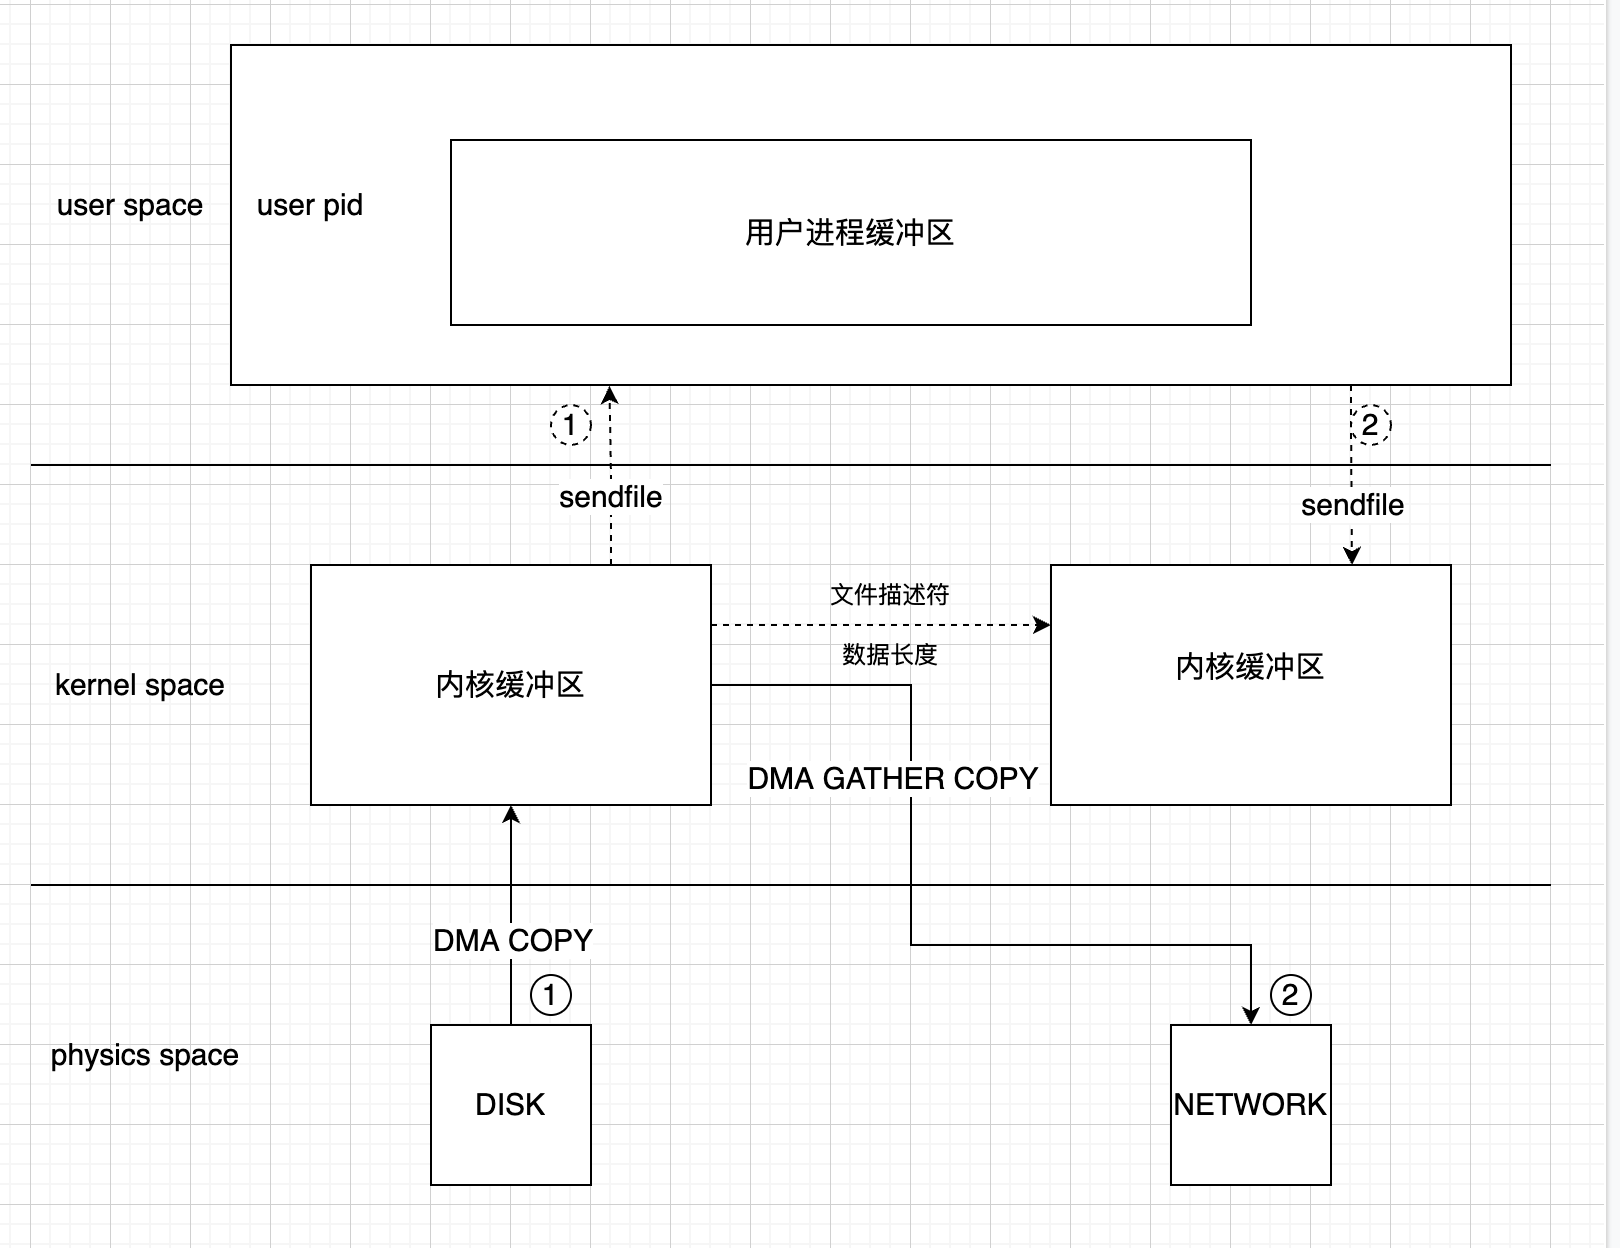 user space
user pid
用户进程缓冲区
1
2
sendfile
sendfile
文件描述符
数据长度
kernel space
内核缓冲区
内核缓冲区
DMA GATHER COPY
DMA COPY
1
2
physics space
DISK
NETWORK